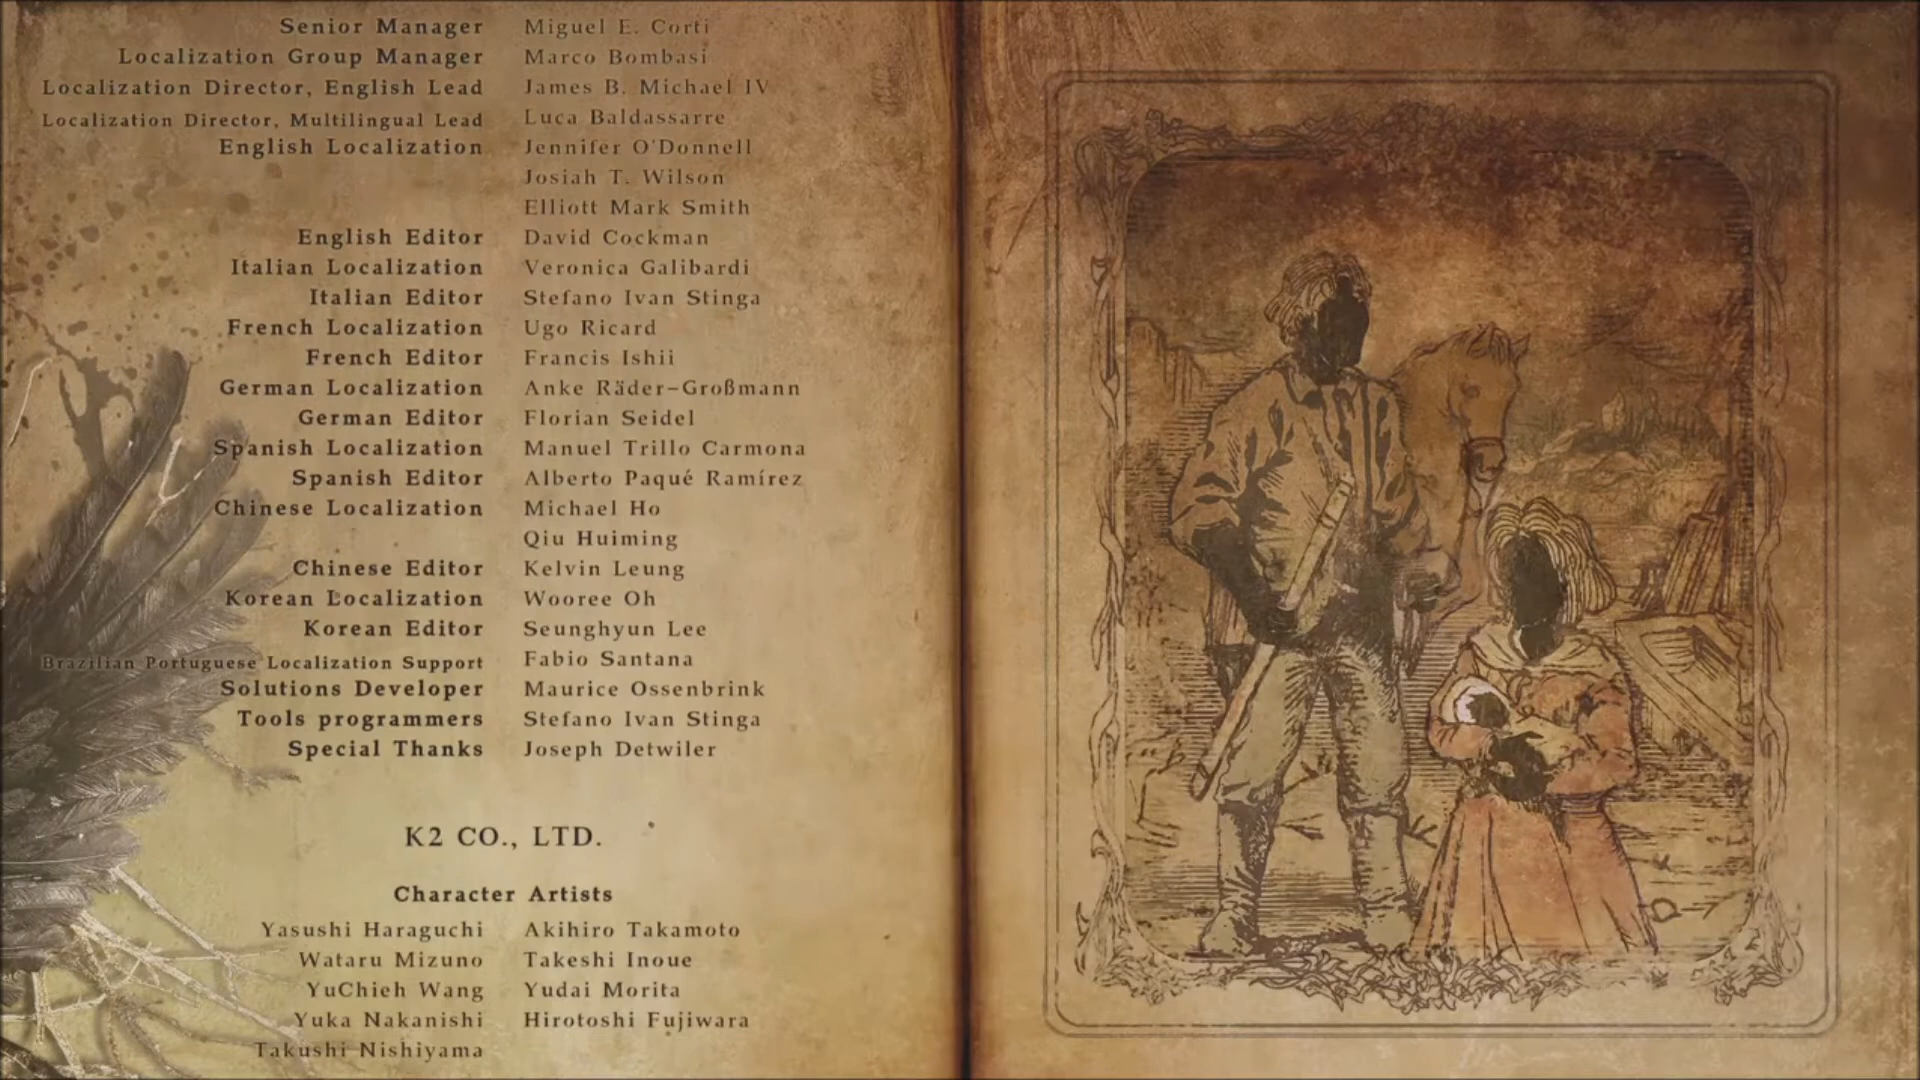 Senior Manager Miguel E. Corti
Localization Group Manager Marco Bombasi
Localization Director, English Lead James B. Michael IV
Localization Director, Multilingual Lead Luca Baldassarre
English Localization Jennifer O'Donnell
Josiah T. Wilson
Elliott Mark Smith
English Editor David Cockman
Italian Localization Veronica Galibardi
Italian Editor Stefano Ivan Stinga
French Localization Ugo Ricard
French Editor Francis Ishii
German Localization Anke Räder-Großmann
German Editor Florian Seidel
Spanish Localization Manuel Trillo Carmona
Spanish Editor Alberto Paqué Ramírez
Chinese Localization Michael Ho
Qiu Huiming
Chinese Editor Kelvin Leung
Korean Localization Wooree Oh
Korean Editor Seunghyun Lee
Brazilian Portuguese Localization Support Fabio Santana
Solutions Developer Maurice Ossenbrink
Tools programmers Stefano Ivan Stinga
Special Thanks Joseph Detwiler
K2 CO., LTD.
Character Artists
Yasushi Haraguchi Akihiro Takamoto
Wataru Mizuno Takeshi Inoue
YuChieh Wang Yudai Morita
Yuka Nakanishi Hirotoshi Fujiwara
Takushi Nishiyama